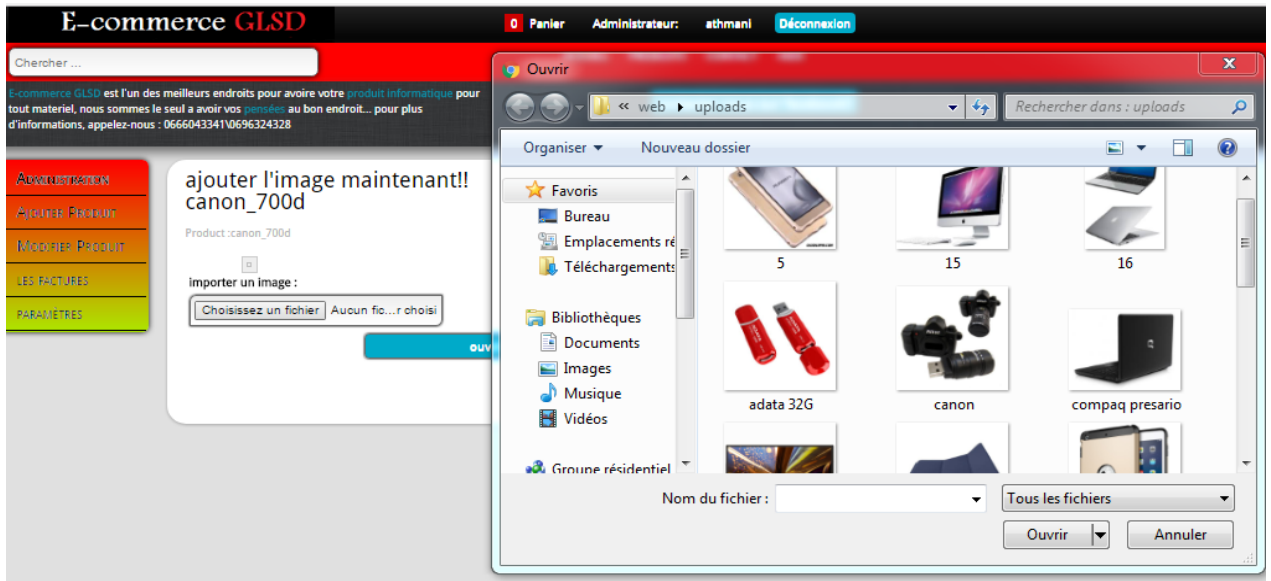 E-commerce GLSD
0 Panier Administrateur: athmani Déconnexion
Chercher ...
E-commerce GLSD est l'un des meilleurs endroits pour avoire votre produit informatique pour
tout materiel, nous sommes le seul a avoir vos pensées au bon endroit... pour plus
d'informations, appelez-nous : 0666043341\0696324328
Administration
Ajouter Produit
Modifier Produit
les factures
paramètres
ajouter l'image maintenant!!
canon_700d
Product :canon_700d
importer un image :
Choisissez un fichier Aucun fic...r choisi
ouv
Ouvrir
x
« web uploads
Rechercher dans : uploads
Organiser Nouveau dossier
Favoris
Bureau
Emplacements ré
Téléchargements
Bibliothèques
Documents
Images
Musique
Vidéos
Groupe résidentiel
5 15 16
adata 32G canon compaq presario
Nom du fichier : Tous les fichiers
Ouvrir Annuler